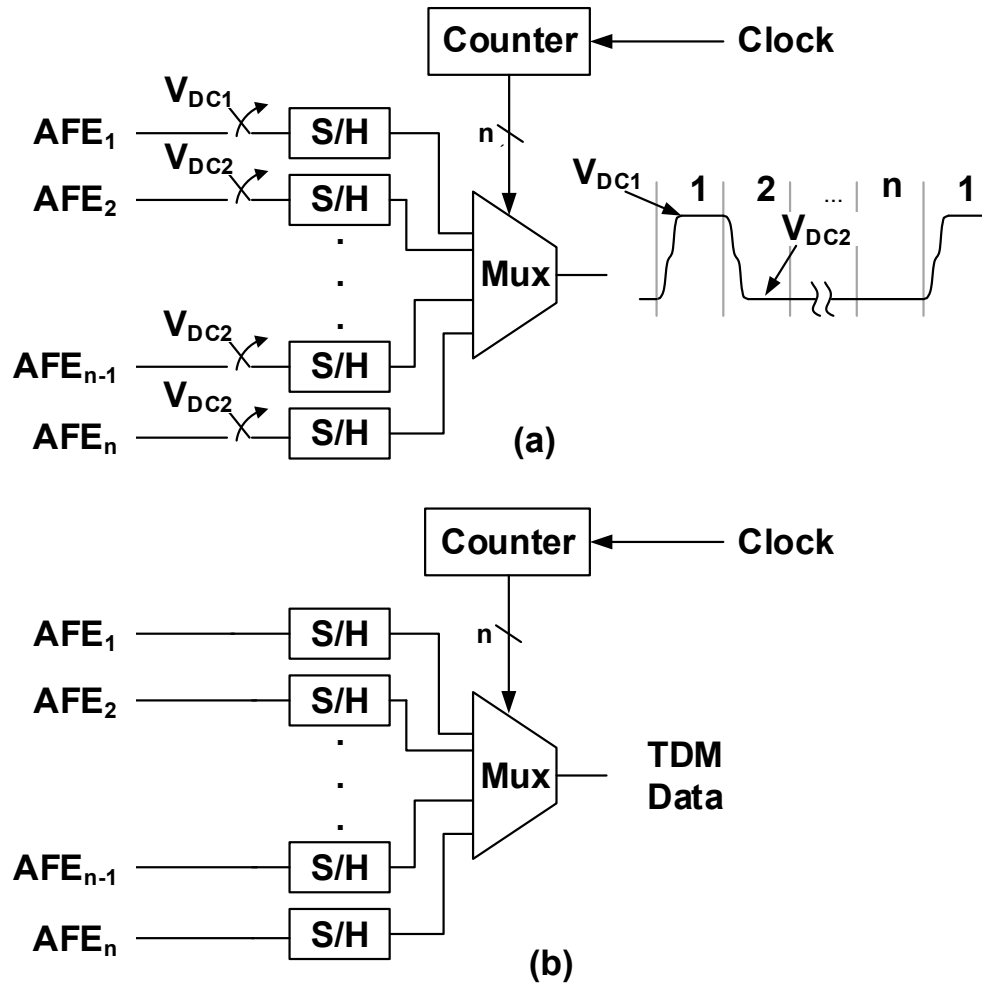 Counter
Clock
V_DC1
AFE_1
S/H
n
V_DC2
AFE_2
S/H
V_DC1
1
2
...
n
1
V_DC2
Mux
V_DC2
AFE_n-1
S/H
V_DC2
AFE_n
S/H
(a)
Counter
Clock
AFE_1
S/H
n
AFE_2
S/H
Mux
TDM
Data
AFE_n-1
S/H
AFE_n
S/H
(b)